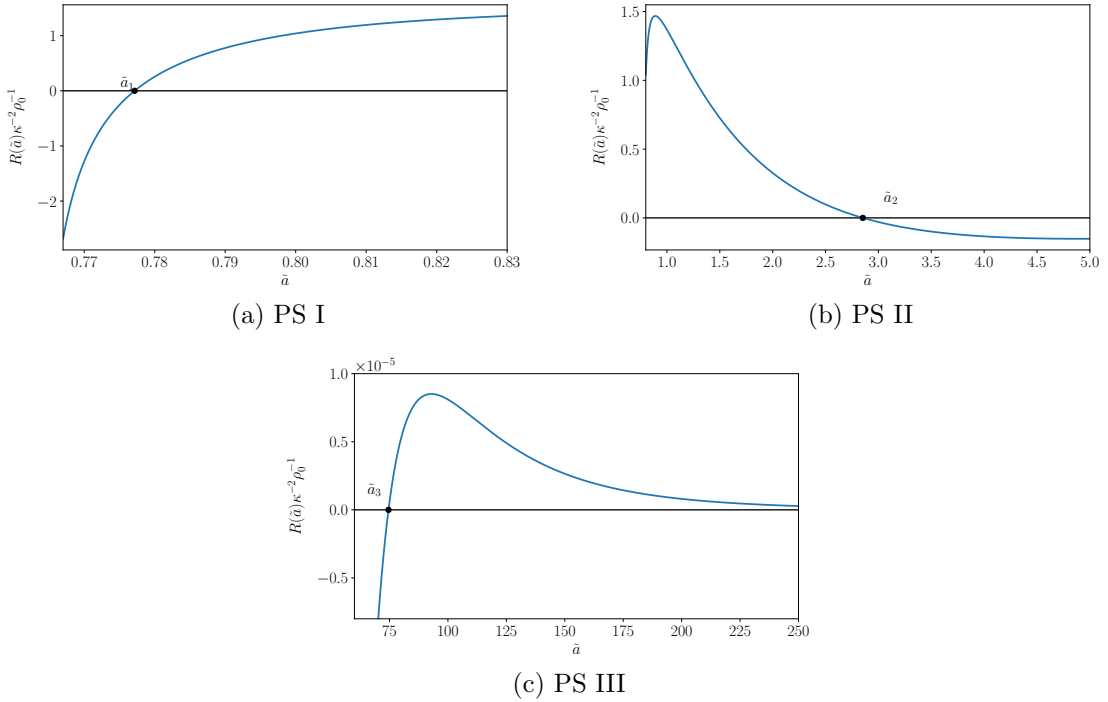 1
0
−1
−2
R(ã)κ⁻²ρ₀⁻¹
ã₁
0.77 0.78 0.79 0.80 0.81 0.82 0.83
ã
(a) PS I
1.5
1.0
0.5
0.0
R(ã)κ⁻²ρ₀⁻¹
ã₂
1.0 1.5 2.0 2.5 3.0 3.5 4.0 4.5 5.0
ã
(b) PS II
×10⁻⁵
1.0
0.5
0.0
−0.5
R(ã)κ⁻²ρ₀⁻¹
ã₃
75 100 125 150 175 200 225 250
ã
(c) PS III